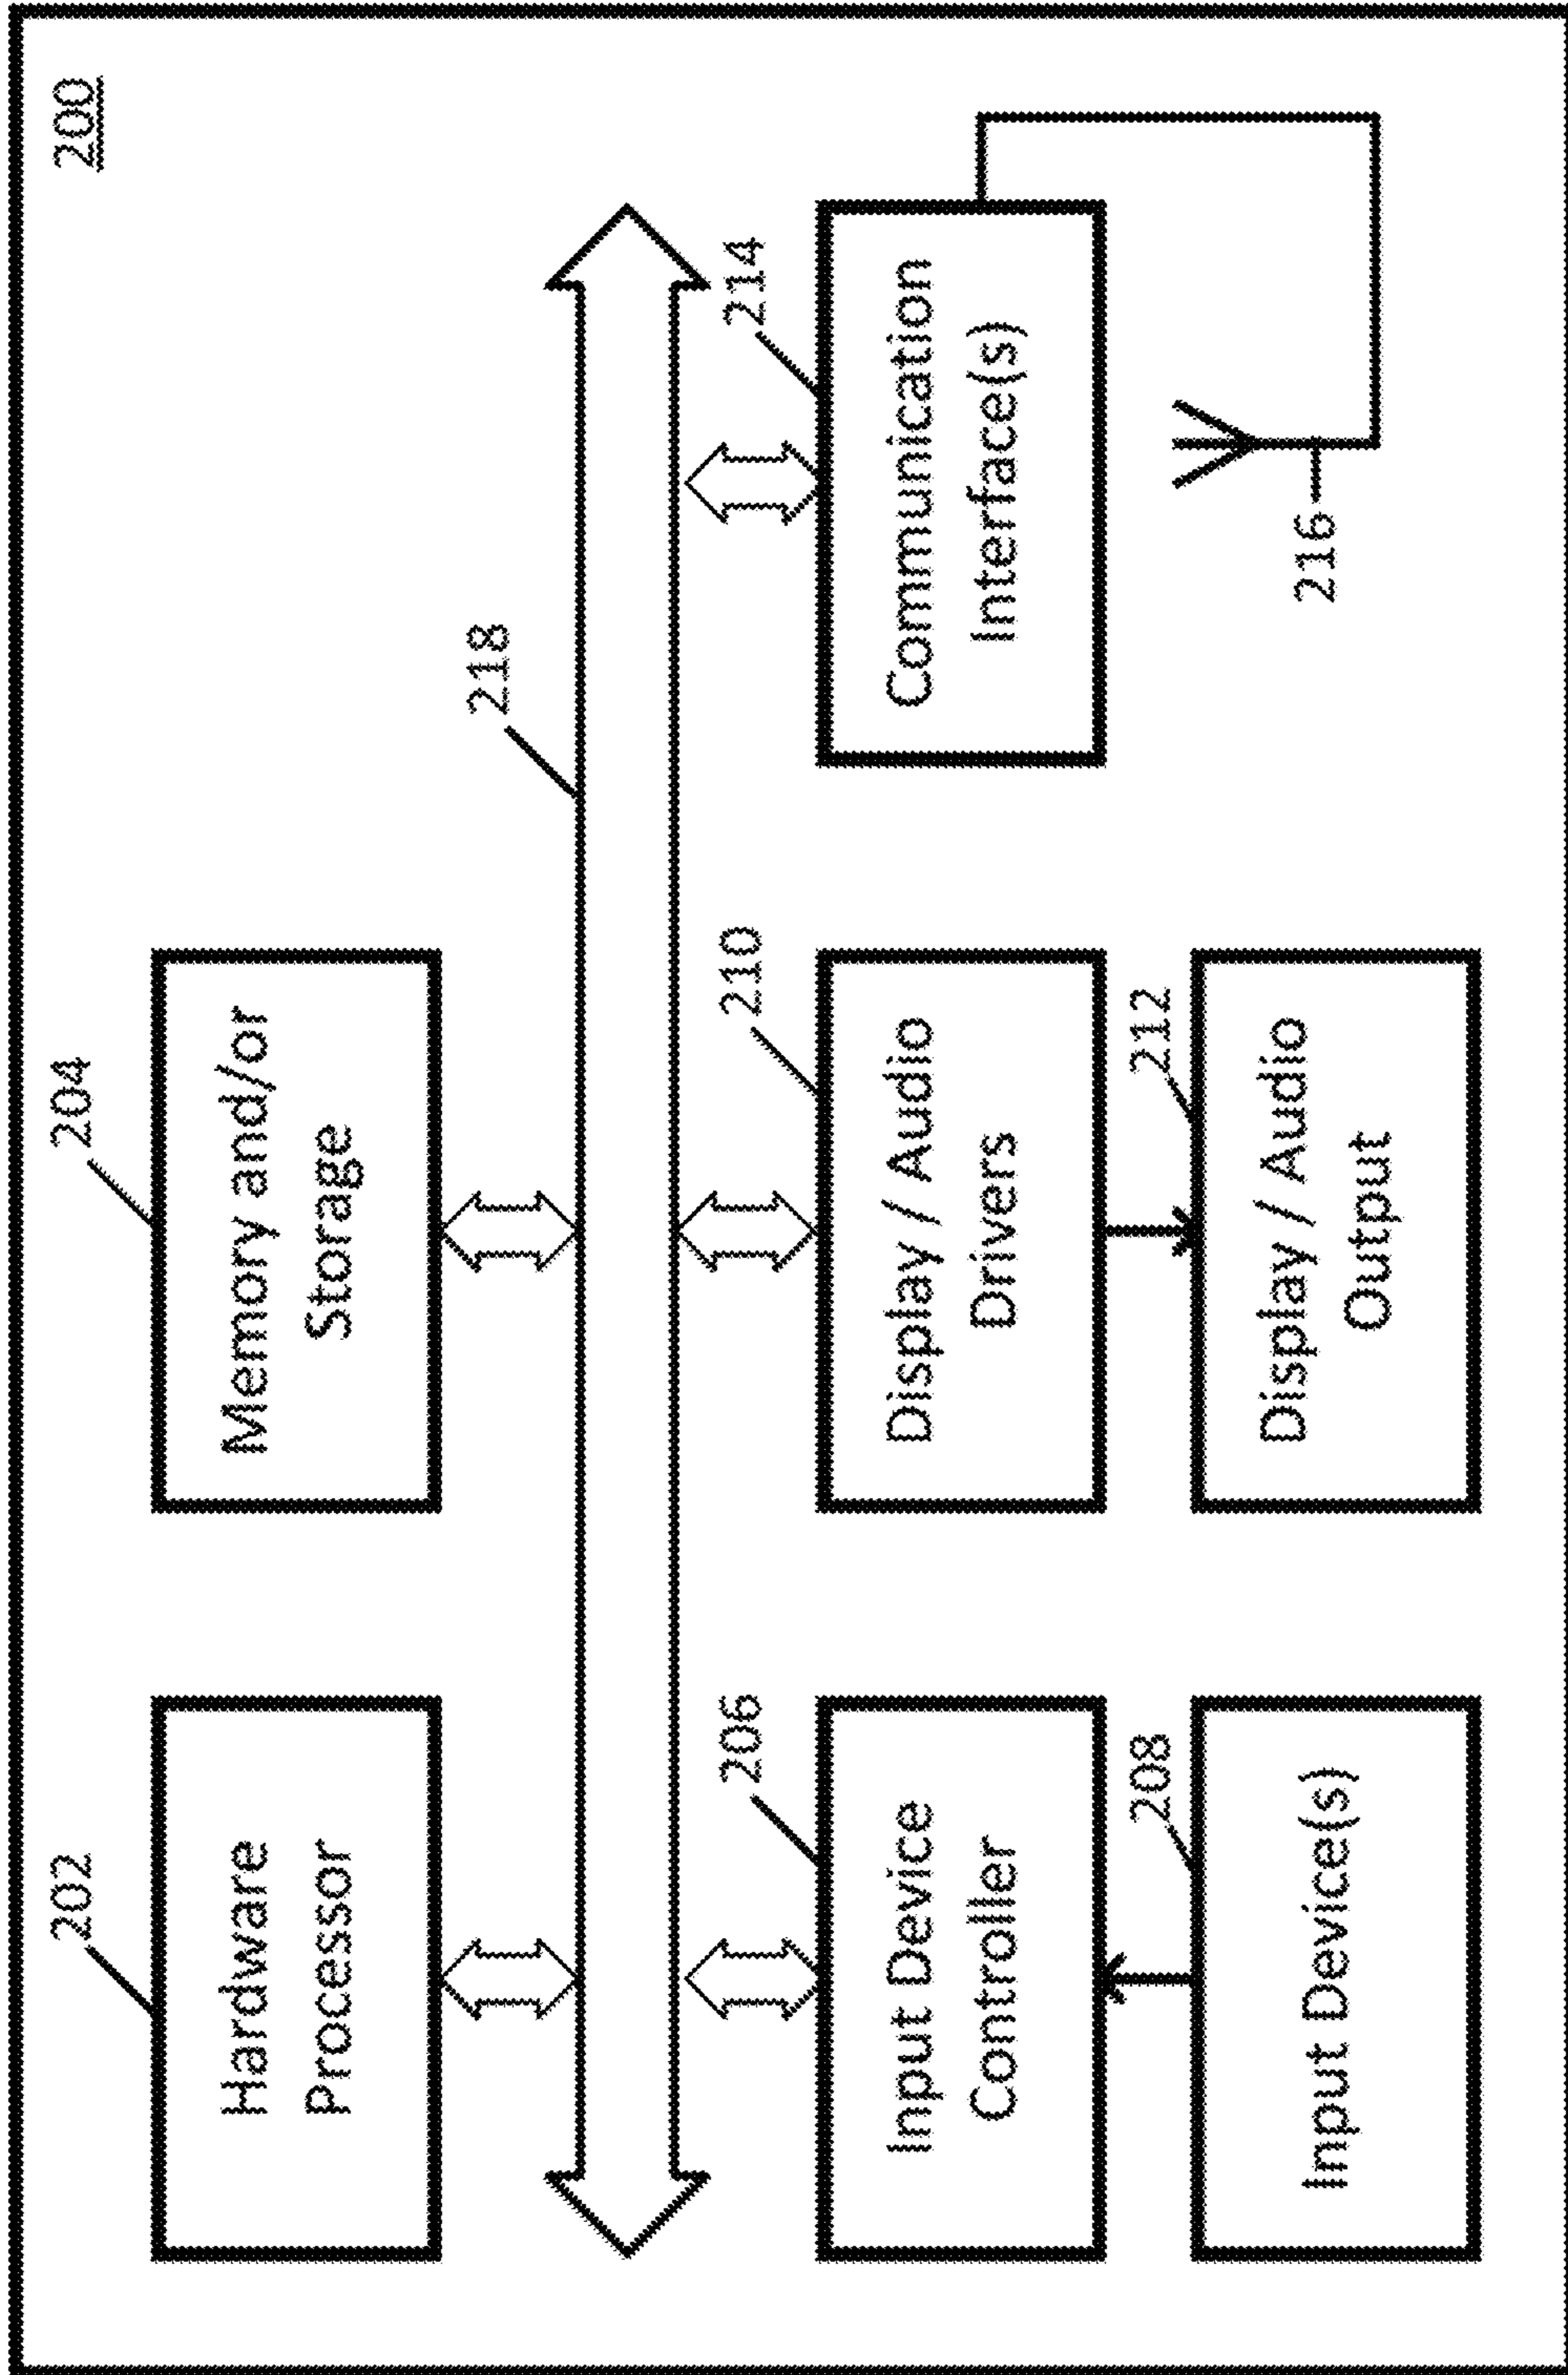 200
202
Hardware
Processor
204
Memory and/or
Storage
218
206
Input Device
Controller
210
Display / Audio
Drivers
214
Communication
Interface(s)
208
Input Device(s)
212
Display / Audio
Output
216